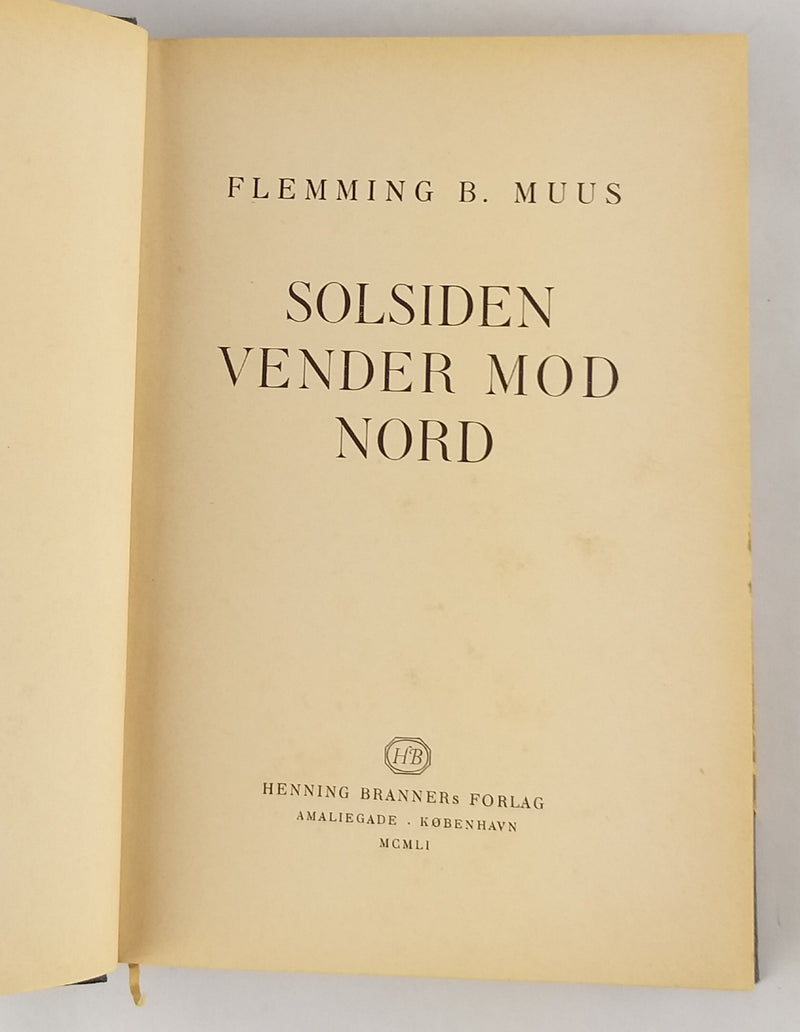 FLEMMING B. MUUS
SOLSIDEN
VENDER MOD
NORD
HB
HENNING BRANNERs FORLAG
AMALIEGADE . KØBENHAVN
MCMLI